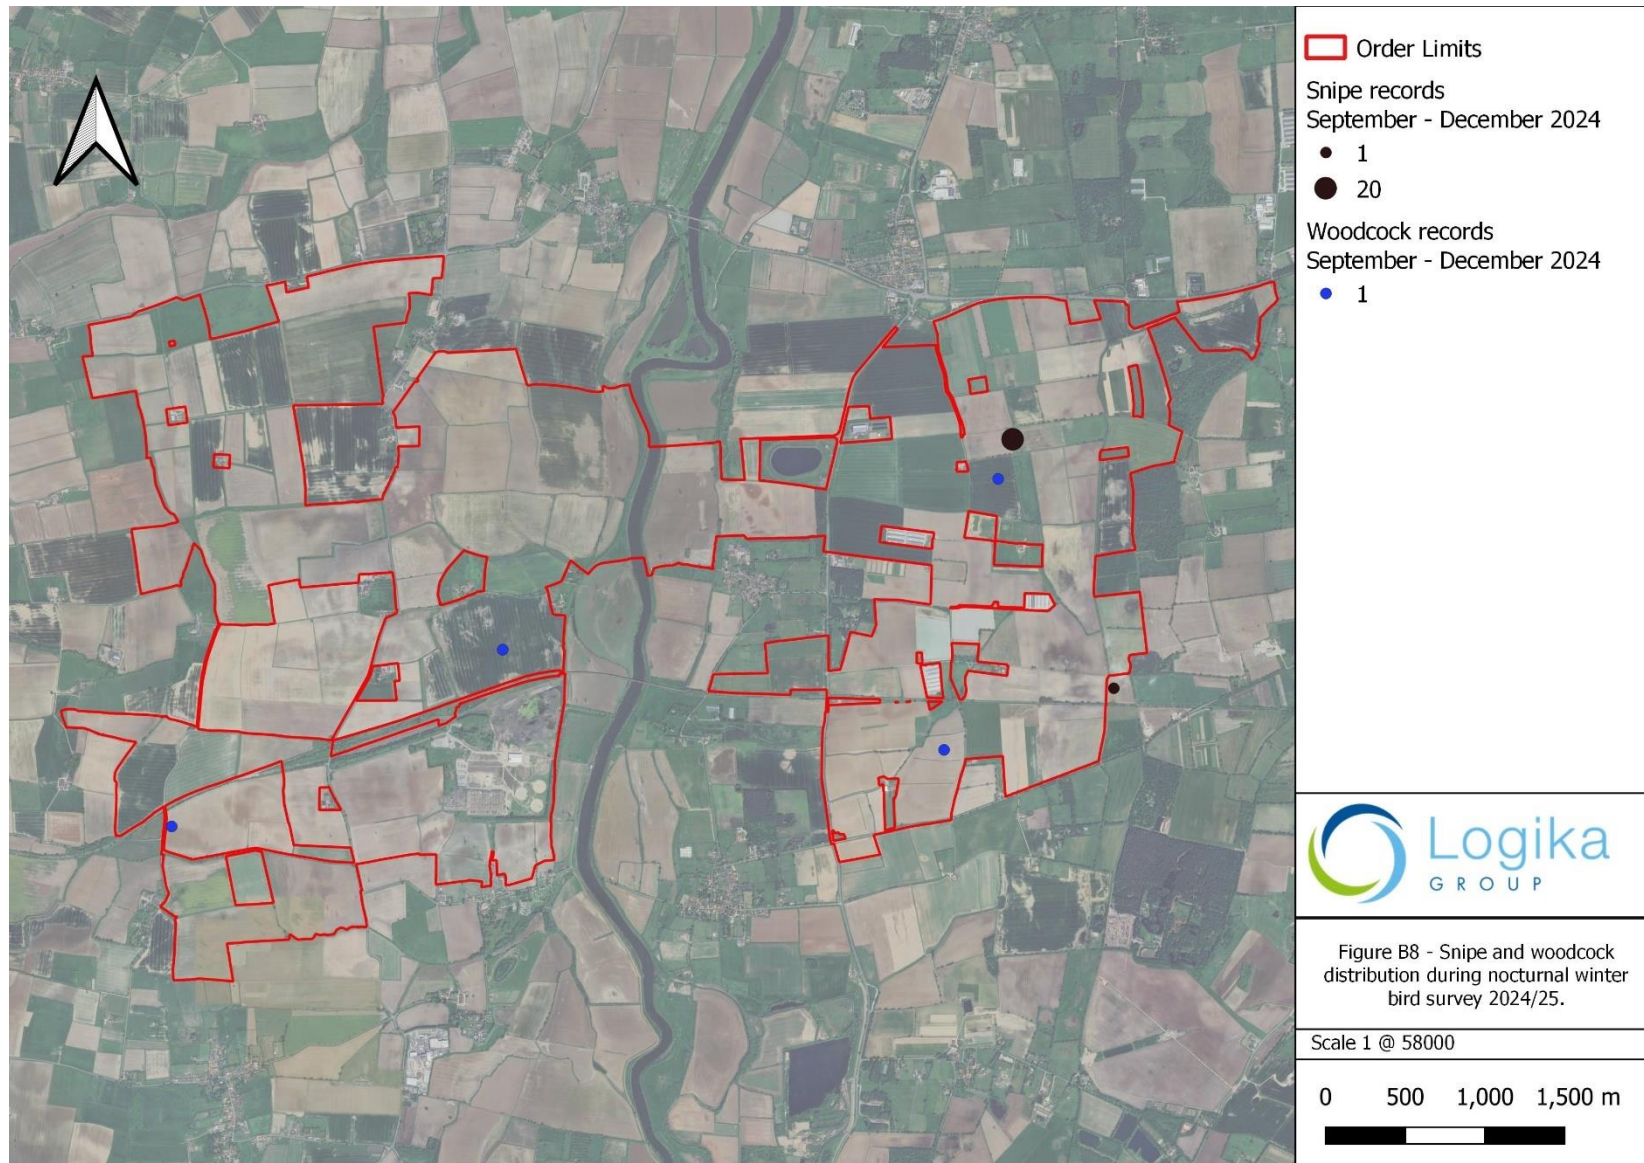 Order Limits
Snipe records
September - December 2024
1
20
Woodcock records
September - December 2024
1
Logika
GROUP
Figure B8 - Snipe and woodcock
distribution during nocturnal winter
bird survey 2024/25.
Scale 1 @ 58000
0 500 1,000 1,500 m